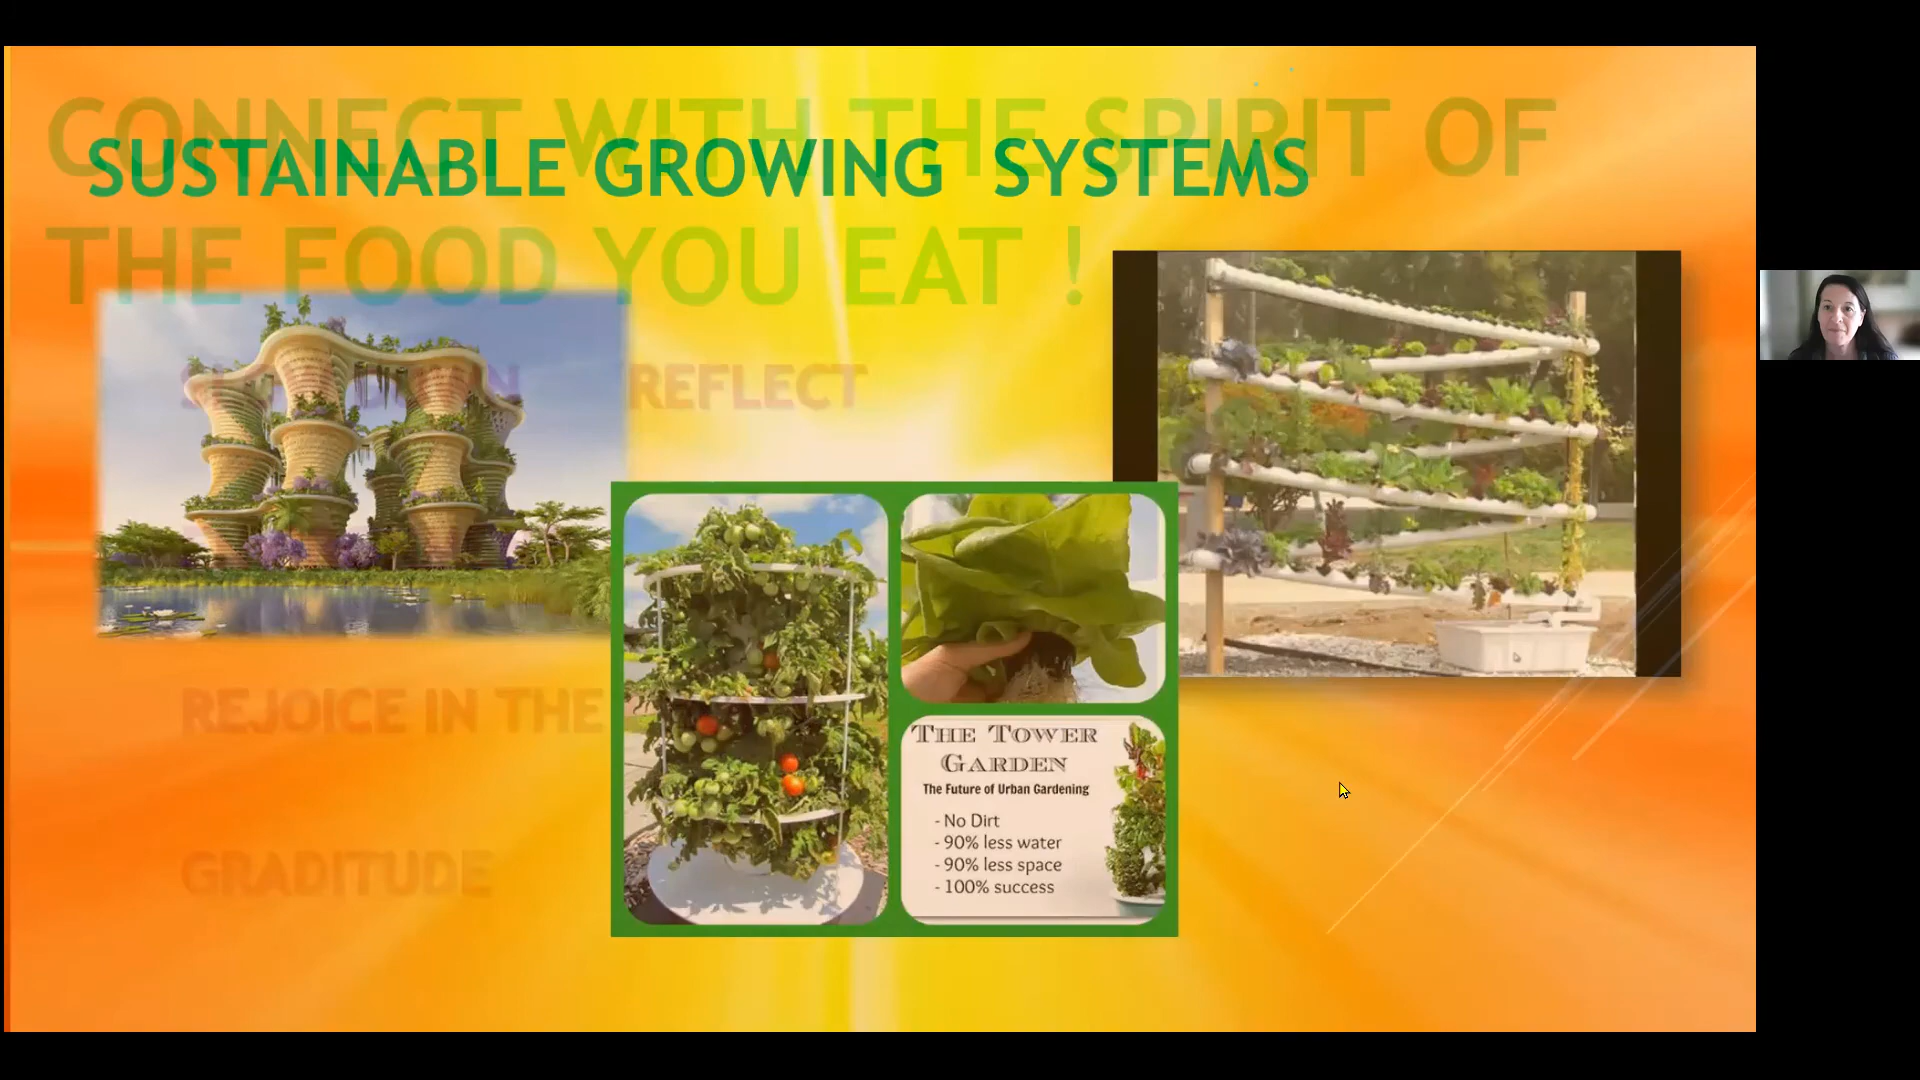 CONNECT WITH THE SPIRIT OF
SUSTAINABLE GROWING SYSTEMS
THE FOOD YOU EAT !
REFLECT
REJOICE IN THE
GRADITUDE
THE TOWER
GARDEN
The Future of Urban Gardening
- No Dirt
- 90% less water
- 90% less space
- 100% success